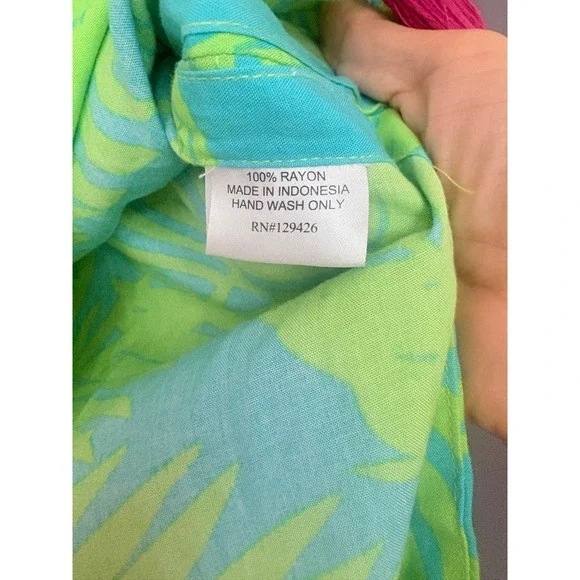 100% RAYON
MADE IN INDONESIA
HAND WASH ONLY
RN#129426